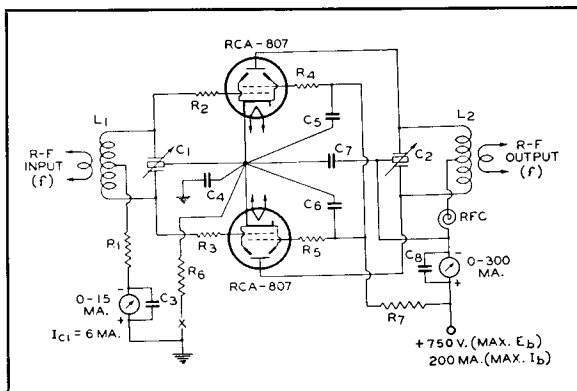 RCA-807
R2
R4
L1
L2
C5
R-F
INPUT
(f)
C1
C7
C2
R-F
OUTPUT
(f)
C4
C6
RFC
R1
R3
R5
R6
C8
0-300
MA.
RCA-807
0-15
MA.
C3
R7
IC1 = 6 MA.
+750 V. (MAX. Eb)
200 MA. (MAX. Ib)
-
+
-
+
X